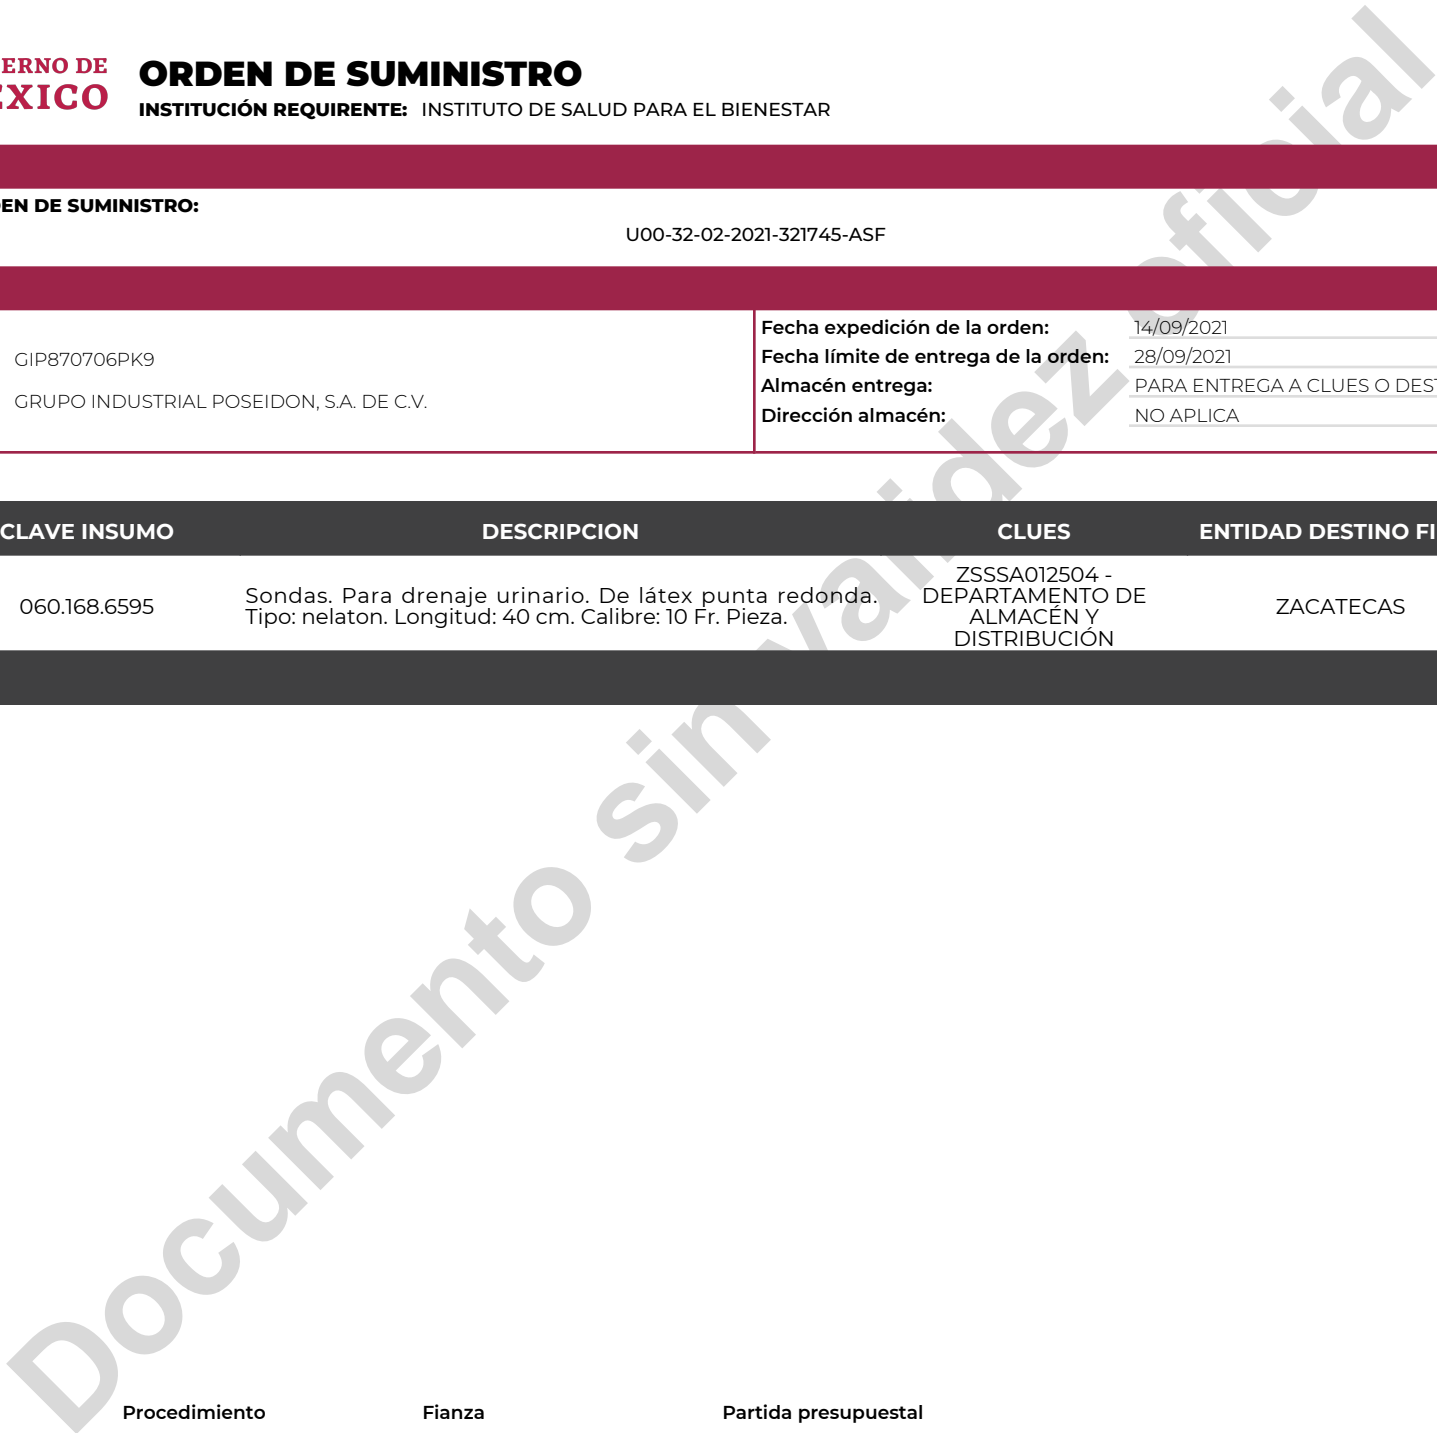 ERNO DE
EXICO
ORDEN DE SUMINISTRO
INSTITUCIÓN REQUIRENTE: INSTITUTO DE SALUD PARA EL BIENESTAR
EN DE SUMINISTRO:
U00-32-02-2021-321745-ASF
GIP870706PK9
GRUPO INDUSTRIAL POSEIDON, S.A. DE C.V.
Fecha expedición de la orden: 14/09/2021
Fecha límite de entrega de la orden: 28/09/2021
Almacén entrega: PARA ENTREGA A CLUES O DEST
Dirección almacén: NO APLICA
CLAVE INSUMO DESCRIPCION CLUES ENTIDAD DESTINO FI
060.168.6595
Sondas. Para drenaje urinario. De látex punta redonda.
Tipo: nelaton. Longitud: 40 cm. Calibre: 10 Fr. Pieza.
ZSSSA012504 -
DEPARTAMENTO DE
ALMACÉN Y
DISTRIBUCIÓN
ZACATECAS
Documento sin validez oficial
Procedimiento Fianza Partida presupuestal